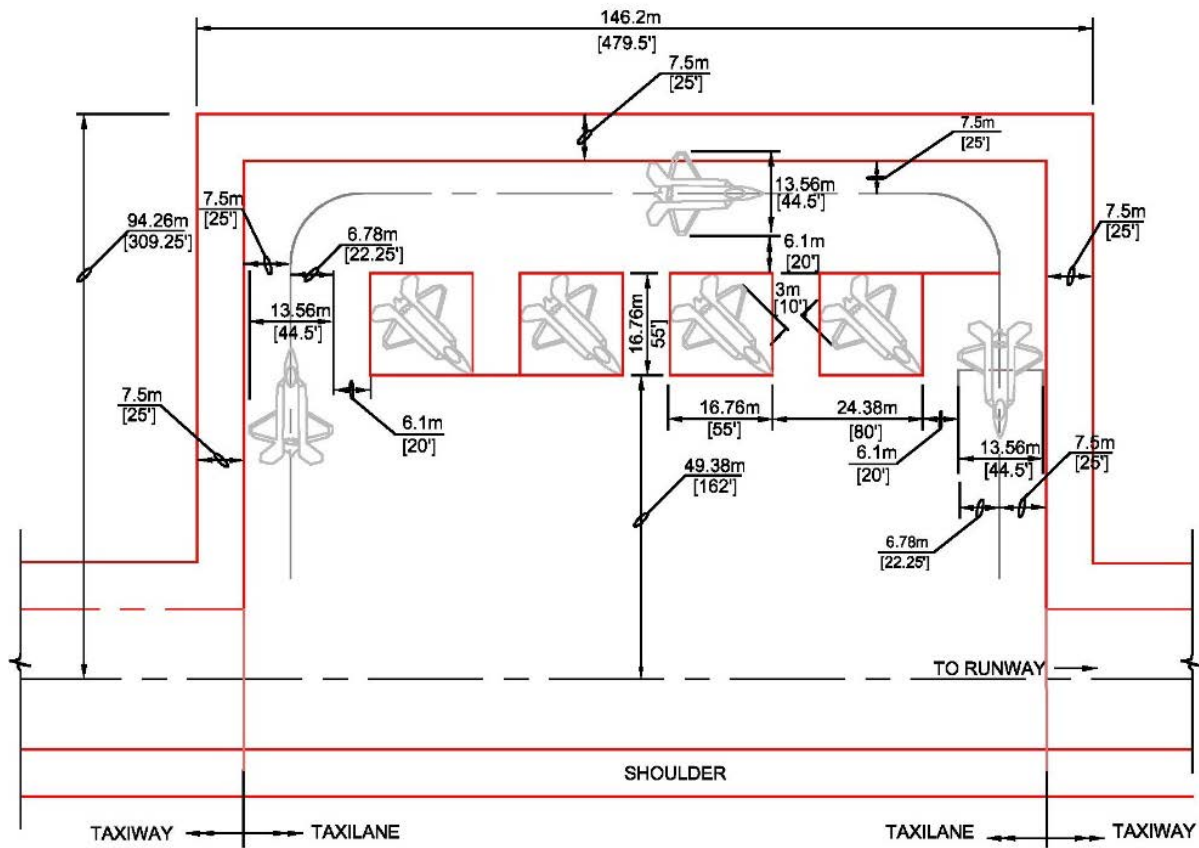 146.2m
[479.5']
7.5m
[25']
7.5m
[25']
13.56m
[44.5']
7.5m
[25']
94.26m
[309.25']
6.78m
[22.25']
7.5m
[25']
6.1m
[20']
3m
[10']
16.76m
55'
13.56m
[44.5']
7.5m
[25']
6.1m
[20']
16.76m
[55']
24.38m
[80']
6.1m
[20']
13.56m
[44.5']
7.5m
[25']
49.38m
[162']
6.78m
[22.25']
TO RUNWAY
SHOULDER
TAXIWAY
TAXILANE
TAXILANE
TAXIWAY